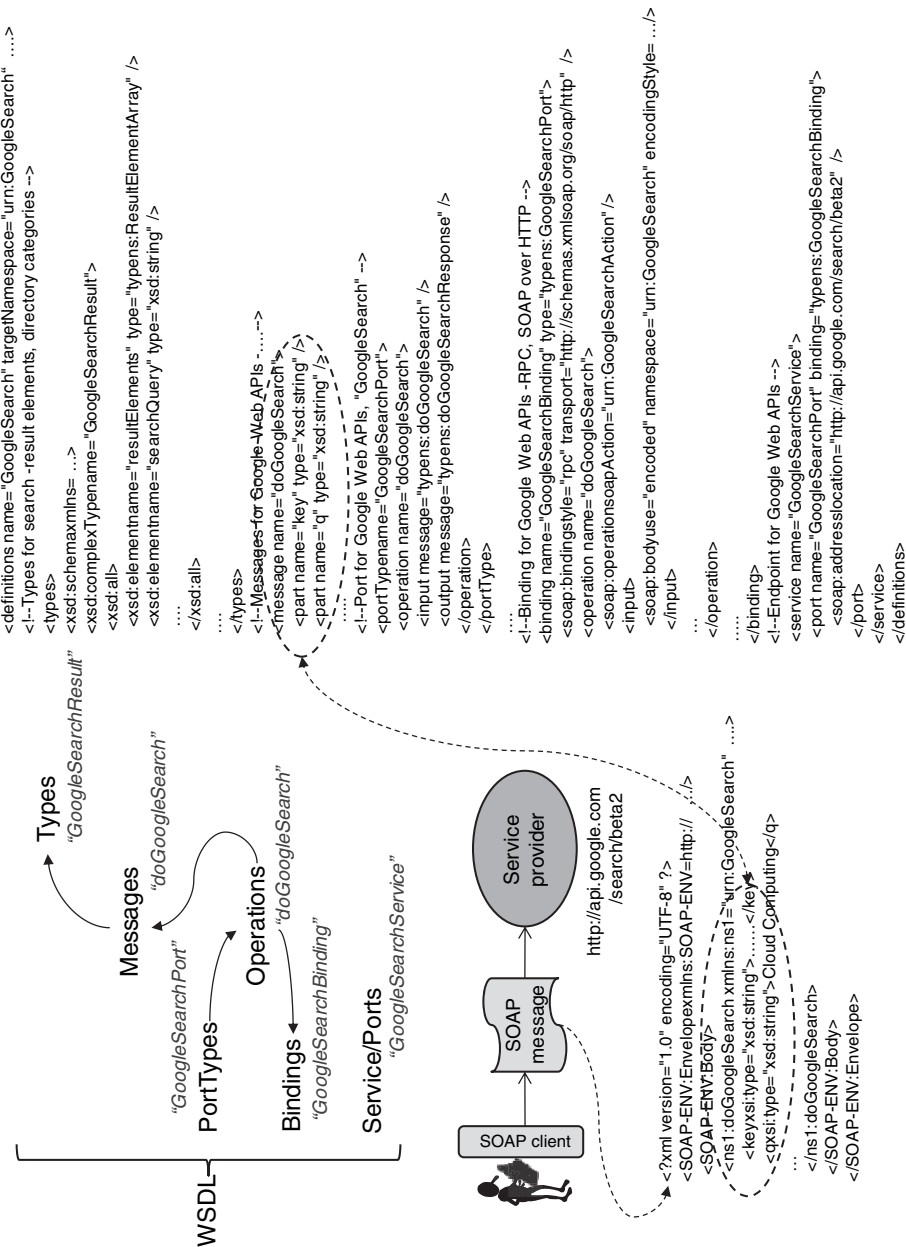 WSDL
Types
"GoogleSearchResult"
Messages
"doGoogleSearch"
"GoogleSearchPort"
PortTypes
Operations
"doGoogleSearch"
Bindings
"GoogleSearchBinding"
Service/Ports
"GoogleSearchService"
SOAP client
SOAP
message
Service
provider
http://api.google.com
/search/beta2
<?xml version="1.0" encoding="UTF-8" ?>
<SOAP-ENV:Envelopexmlns:SOAP-ENV=http:// .../>
<SOAP-ENV:Body>
<ns1:doGoogleSearch xmlns:ns1="urn:GoogleSearch" ....>
<keyxsi:type="xsd:string">......</key>
<qxsi:type="xsd:string">Cloud Computing</q>
...
</ns1:doGoogleSearch>
</SOAP-ENV:Body>
</SOAP-ENV:Envelope>
<definitions name="GoogleSearch" targetNamespace="urn:GoogleSearch“ ....>
<!--Types for search -result elements, directory categories -->
<types>
<xsd:schemaxmlns= ...>
<xsd:complexTypename="GoogleSearchResult">
<xsd:all>
<xsd:elementname="resultElements" type="typens:ResultElementArray" />
<xsd:elementname="searchQuery" type="xsd:string" />
....
</xsd:all>
....
</types>
<!--Messages for Google Web APIs -.....-->
<message name="doGoogleSearch">
<part name="key" type="xsd:string" />
<part name="q" type="xsd:string" />
.....
<!--Port for Google Web APIs, "GoogleSearch" -->
<portTypename="GoogleSearchPort">
<operation name="doGoogleSearch">
<input message="typens:doGoogleSearch" />
<output message="typens:doGoogleSearchResponse" />
</operation>
</portType>
....
<!--Binding for Google Web APIs -RPC, SOAP over HTTP -->
<binding name="GoogleSearchBinding" type="typens:GoogleSearchPort">
<soap:bindingstyle="rpc" transport="http://schemas.xmlsoap.org/soap/http" />
<operation name="doGoogleSearch">
<soap:operationsoapAction="urn:GoogleSearchAction" />
<input>
<soap:bodyuse="encoded" namespace="urn:GoogleSearch" encodingStyle= .../>
</input>
...
</operation>
.....
</binding>
<!--Endpoint for Google Web APIs -->
<service name="GoogleSearchService">
<port name="GoogleSearchPort" binding="typens:GoogleSearchBinding">
<soap:addresslocation="http://api.google.com/search/beta2" />
</port>
</service>
</definitions>